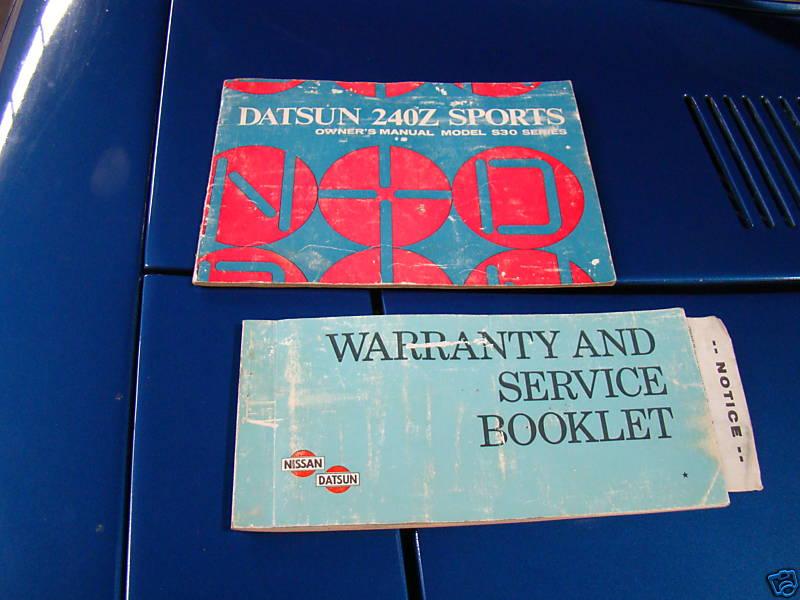 DATSUN 240Z SPORTS
OWNER'S MANUAL MODEL S30 SERIES
WARRANTY AND
SERVICE
BOOKLET
NISSAN
DATSUN
*
-- NOTICE --